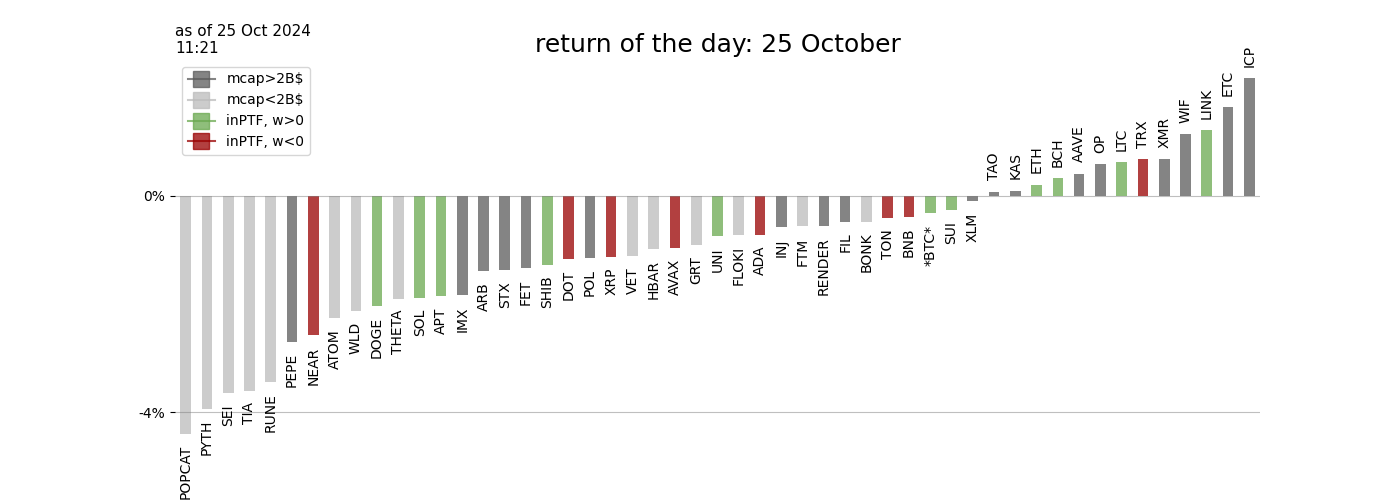 as of 25 Oct 2024
11:21
return of the day: 25 October
mcap>2B$
mcap<2B$
inPTF, w>0
inPTF, w<0
0%
-4%
POPCAT
PYTH
SEI
TIA
RUNE
PEPE
NEAR
ATOM
WLD
DOGE
THETA
SOL
APT
IMX
ARB
STX
FET
SHIB
DOT
POL
XRP
VET
HBAR
AVAX
GRT
UNI
FLOKI
ADA
INJ
FTM
RENDER
FIL
BONK
TON
BNB
*BTC*
SUI
XLM
TAO
KAS
ETH
BCH
AAVE
OP
LTC
TRX
XMR
WIF
LINK
ETC
ICP